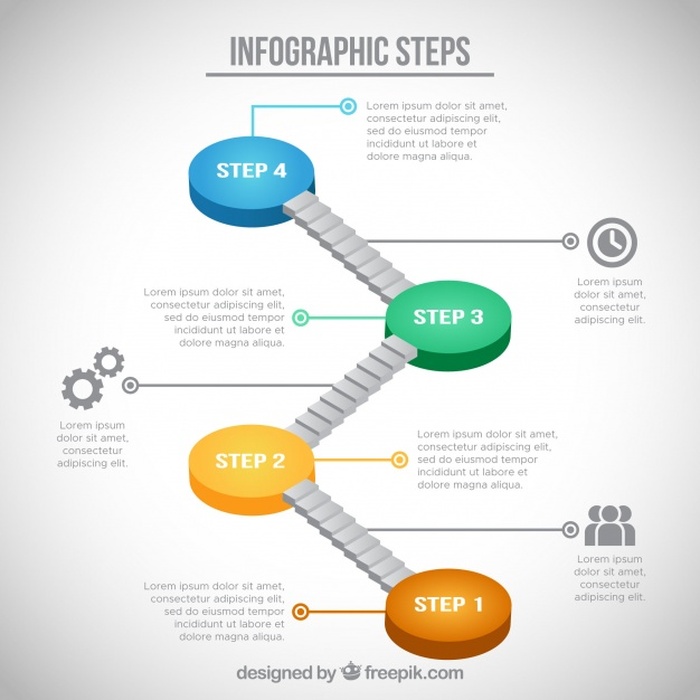 INFOGRAPHIC STEPS
Lorem ipsum dolor sit amet,
consectetur adipiscing elit,
sed do eiusmod tempor
incididunt ut labore et
dolore magna aliqua.
STEP 4
Lorem ipsum
dolor sit amet,
consectetur
adipiscing elit.
Lorem ipsum dolor sit amet,
consectetur adipiscing elit,
sed do eiusmod tempor
incididunt ut labore et
dolore magna aliqua.
STEP 3
Lorem ipsum
dolor sit amet,
consectetur
adipiscing elit.
STEP 2
Lorem ipsum dolor sit amet,
consectetur adipiscing elit,
sed do eiusmod tempor
incididunt ut labore et
dolore magna aliqua.
Lorem ipsum
dolor sit amet,
consectetur
adipiscing elit.
Lorem ipsum dolor sit amet,
consectetur adipiscing elit,
sed do eiusmod tempor
incididunt ut labore et
dolore magna aliqua.
STEP 1
designed by freepik.com